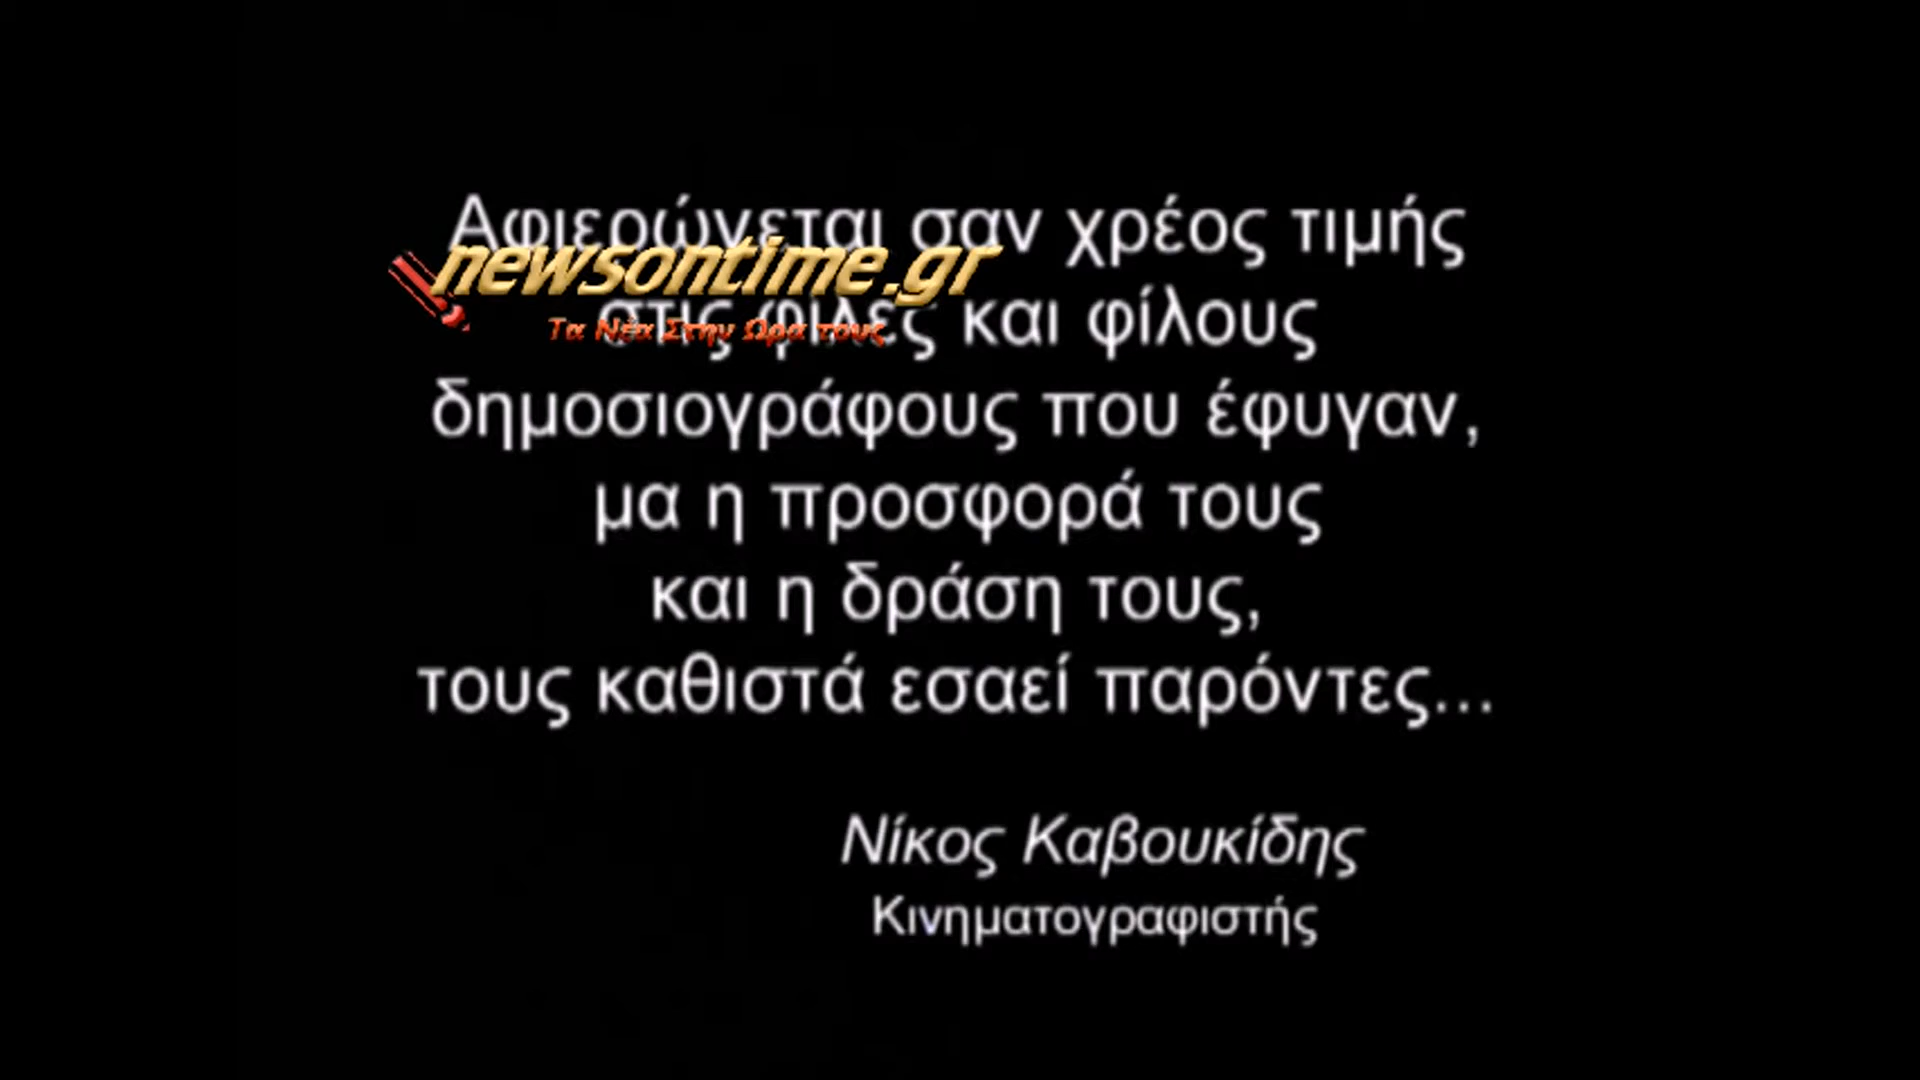 Αφιερώνεται σαν χρέος τιμής
newsontime.gr
στις φίλες και φίλους
Τα Νέα Στην Ώρα τους
δημοσιογράφους που έφυγαν,
μα η προσφορά τους
και η δράση τους,
τους καθιστά εσαεί παρόντες...
Νίκος Καβουκίδης
Κινηματογραφιστής